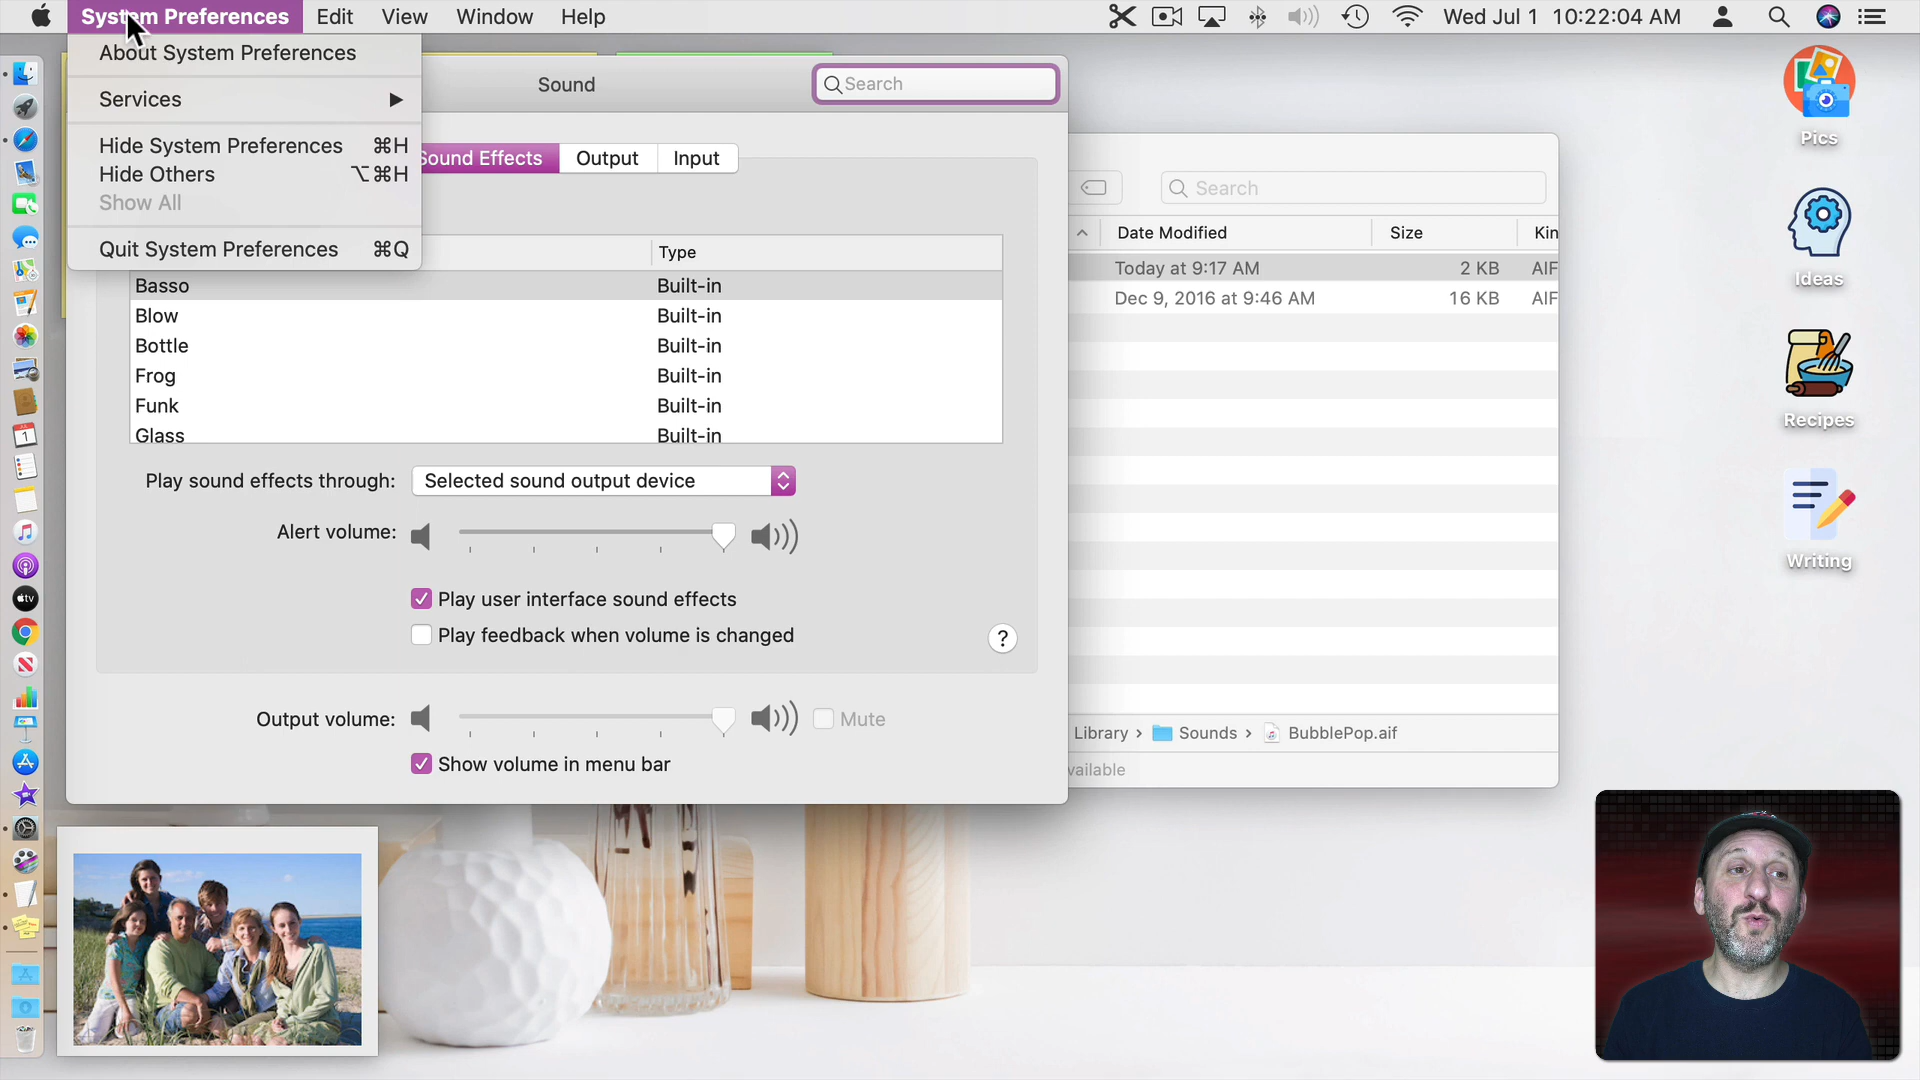 System Preferences Edit View Window Help Wed Jul 1 10:22:04 AM
About System Preferences
Services
Hide System Preferences ⌘H
Hide Others ⌥⌘H
Show All
Quit System Preferences ⌘Q
Sound
Search
Sound Effects Output Input
Type
Basso Built-in
Blow Built-in
Bottle Built-in
Frog Built-in
Funk Built-in
Glass Built-in
Play sound effects through: Selected sound output device
Alert volume:
Play user interface sound effects
Play feedback when volume is changed
?
Output volume: Mute
Show volume in menu bar
Search
Date Modified Size Kin
Today at 9:17 AM 2 KB AIF
Dec 9, 2016 at 9:46 AM 16 KB AIF
Library › Sounds › BubblePop.aif
vailable
Pics
Ideas
Recipes
Writing
1
tv